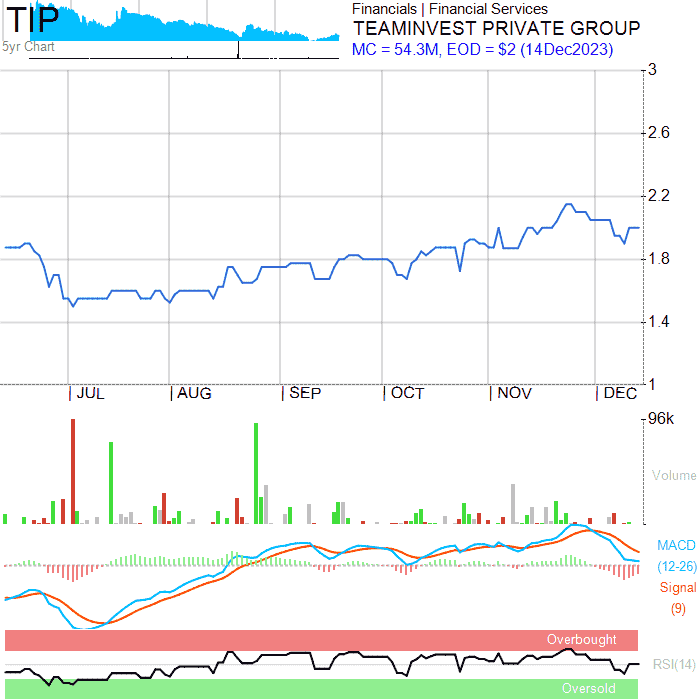 TIP
5yr Chart
Financials | Financial Services
TEAMINVEST PRIVATE GROUP
MC = 54.3M, EOD = $2 (14Dec2023)
3
2.6
2.2
1.8
1.4
1
| JUL | AUG | SEP | OCT | NOV | DEC
96k
Volume
MACD
(12-26)
Signal
(9)
Overbought
RSI(14)
Oversold